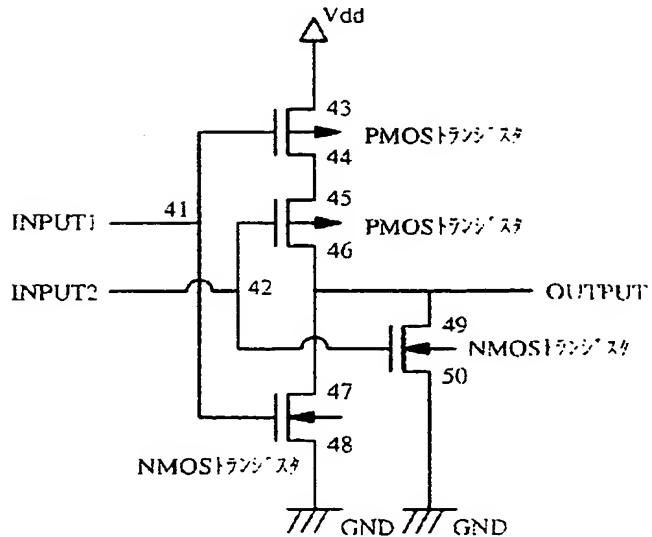 Vdd
43
PMOSトランジスタ
44
45
41
INPUT1
PMOSトランジスタ
46
INPUT2
42
OUTPUT
49
NMOSトランジスタ
50
47
48
NMOSトランジスタ
GND
GND